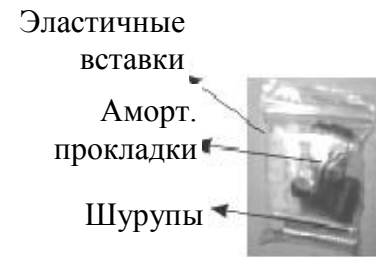 Эластичные
вставки
Аморт.
прокладки
Шурупы